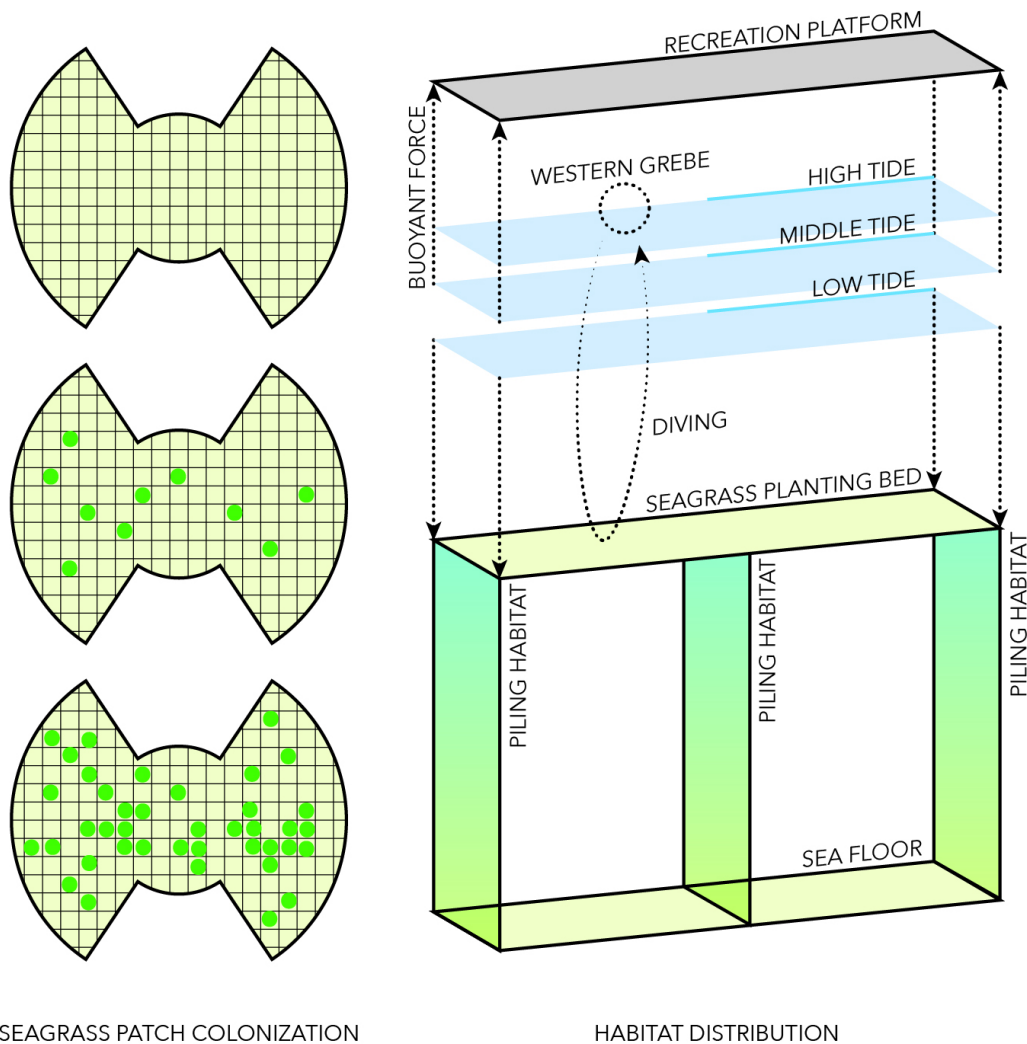 RECREATION PLATFORM
BUOYANT FORCE
WESTERN GREBE
HIGH TIDE
MIDDLE TIDE
LOW TIDE
DIVING
SEAGRASS PLANTING BED
PILING HABITAT
PILING HABITAT
PILING HABITAT
SEA FLOOR
SEAGRASS PATCH COLONIZATION
HABITAT DISTRIBUTION